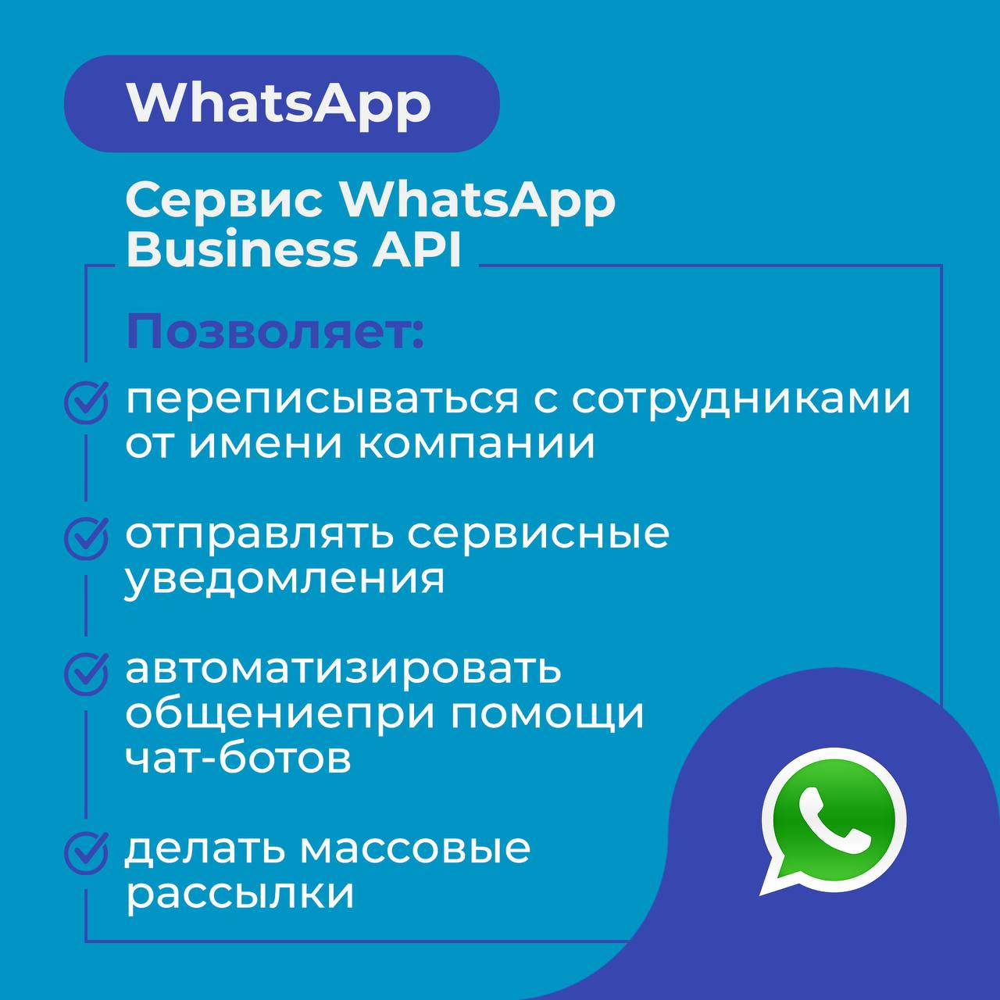 WhatsApp
Сервис WhatsApp
Business API
Позволяет:
переписываться с сотрудниками
от имени компании
отправлять сервисные
уведомления
автоматизировать
общениепри помощи
чат-ботов
делать массовые
рассылки